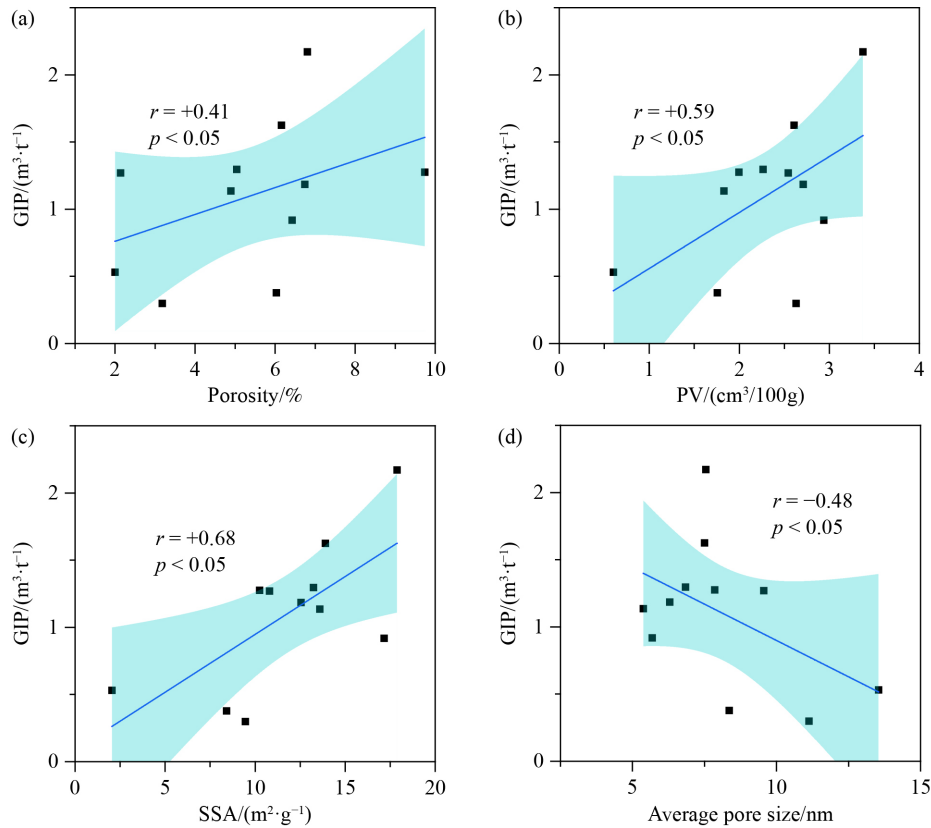 (a)
GIP/(m³·t⁻¹)
2
1
0
r = +0.41
p < 0.05
2
4
6
8
10
Porosity/%
(b)
GIP/(m³·t⁻¹)
2
1
0
r = +0.59
p < 0.05
1
2
3
4
PV/(cm³/100g)
(c)
GIP/(m³·t⁻¹)
2
1
0
r = +0.68
p < 0.05
0
5
10
15
20
SSA/(m²·g⁻¹)
(d)
GIP/(m³·t⁻¹)
2
1
0
r = −0.48
p < 0.05
5
10
15
Average pore size/nm